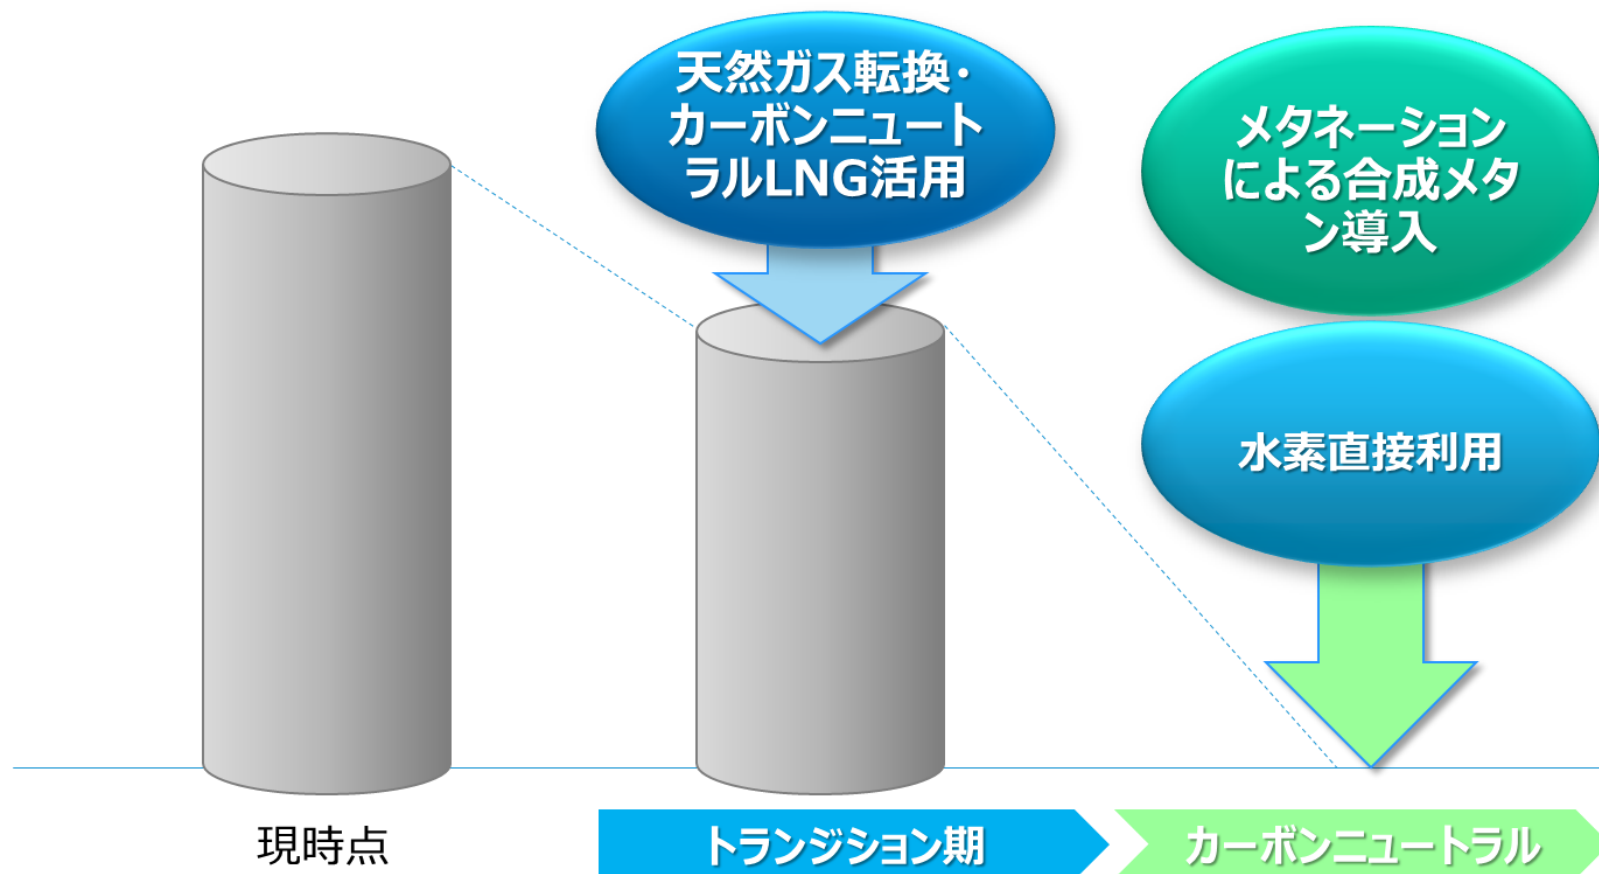 天然ガス転換・
カーボンニュート
ラルLNG活用
メタネーション
による合成メタ
ン導入
水素直接利用
現時点
トランジション期
カーボンニュートラル